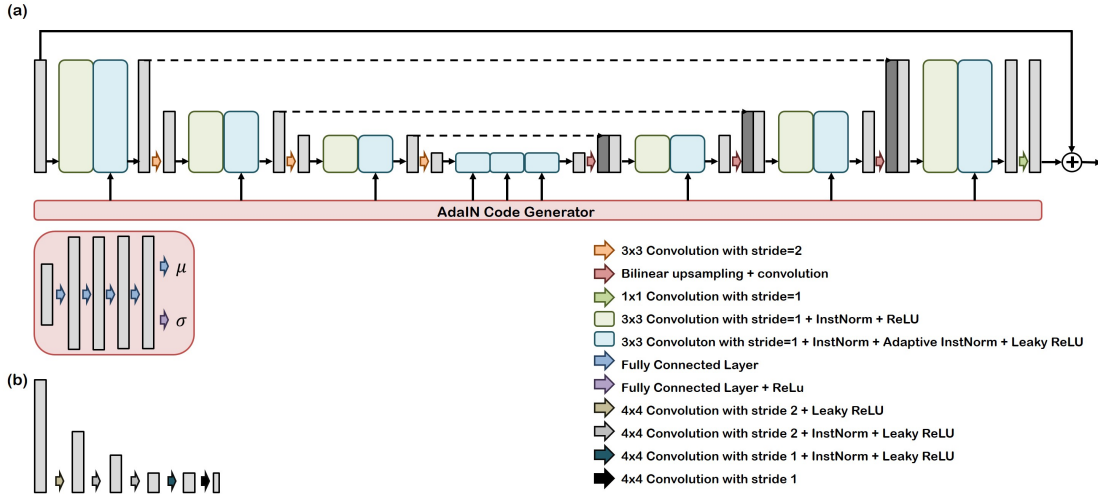 (a)
AdaIN Code Generator
μ
σ
3x3 Convolution with stride=2
Bilinear upsampling + convolution
1x1 Convolution with stride=1
3x3 Convolution with stride=1 + InstNorm + ReLU
3x3 Convoluton with stride=1 + InstNorm + Adaptive InstNorm + Leaky ReLU
Fully Connected Layer
Fully Connected Layer + ReLu
4x4 Convolution with stride 2 + Leaky ReLU
4x4 Convolution with stride 2 + InstNorm + Leaky ReLU
4x4 Convolution with stride 1 + InstNorm + Leaky ReLU
4x4 Convolution with stride 1
(b)